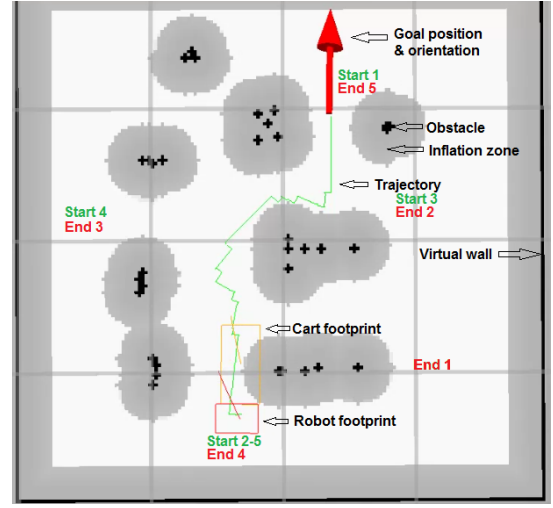 Goal position
& orientation
Start 1
End 5
Obstacle
Inflation zone
Trajectory
Start 3
End 2
Start 4
End 3
Virtual wall
Cart footprint
End 1
Robot footprint
Start 2-5
End 4